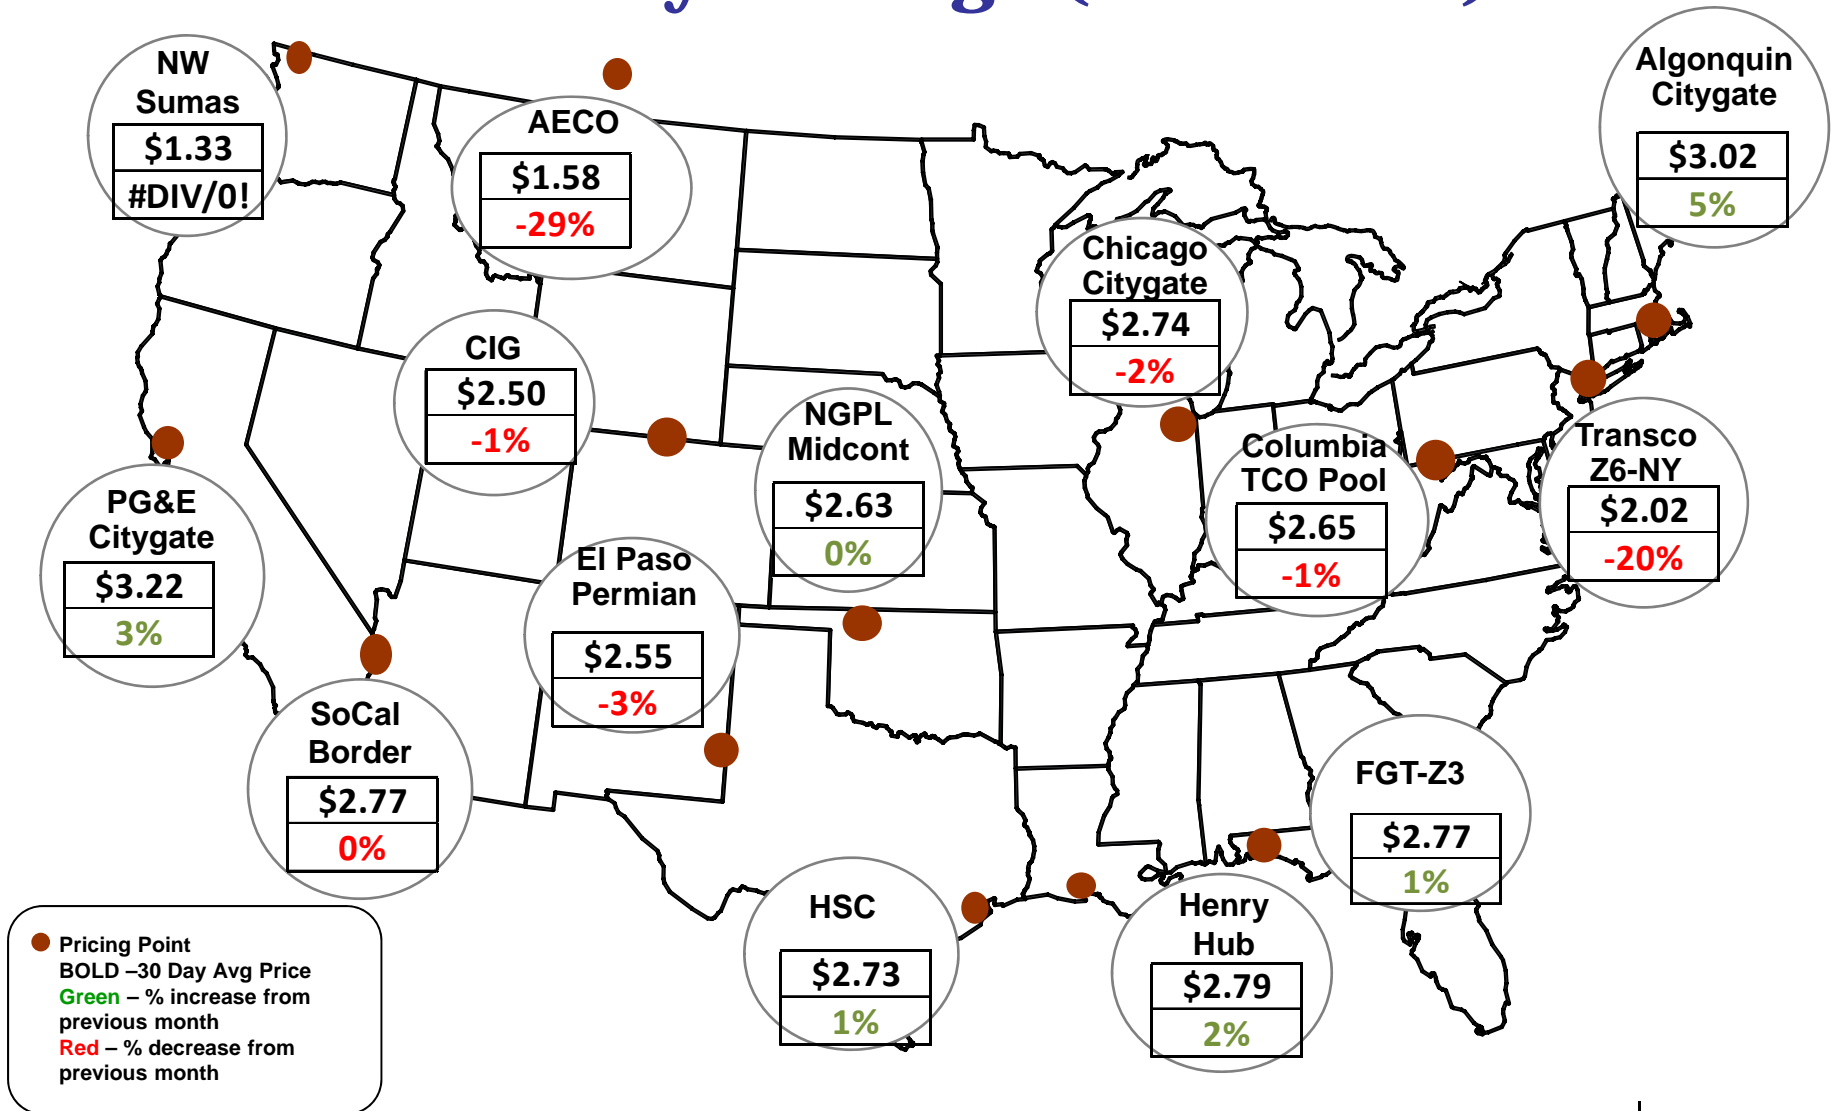 NW
Sumas
$1.33
#DIV/0!
AECO
$1.58
-29%
Algonquin
Citygate
$3.02
5%
Chicago
Citygate
$2.74
-2%
CIG
$2.50
-1%
NGPL
Midcont
$2.63
0%
Columbia
TCO Pool
$2.65
-1%
Transco
Z6-NY
$2.02
-20%
PG&E
Citygate
$3.22
3%
El Paso
Permian
$2.55
-3%
SoCal
Border
$2.77
0%
FGT-Z3
$2.77
1%
HSC
$2.73
1%
Henry
Hub
$2.79
2%
Pricing Point
BOLD –30 Day Avg Price
Green – % increase from
previous month
Red – % decrease from
previous month